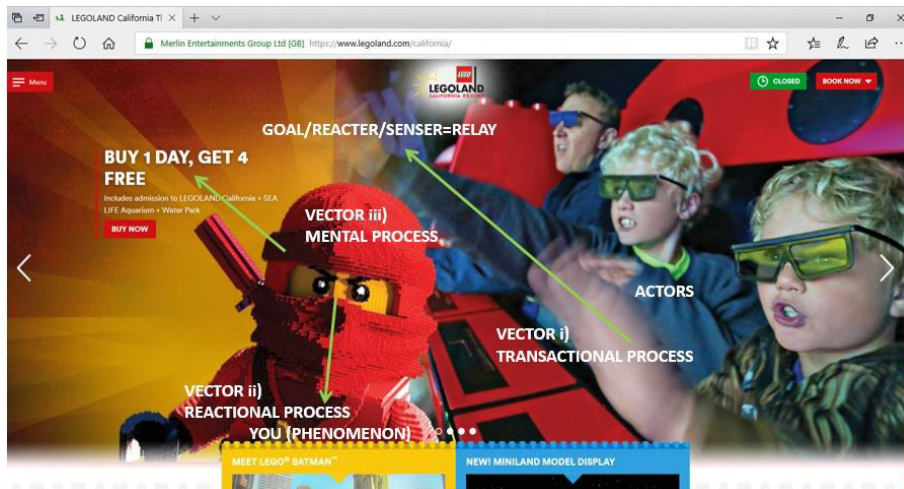 LEGOLAND California Tl
Merlin Entertainments Group Ltd [GB] https://www.legoland.com/california/
Menu
LEGO
LEGOLAND
CALIFORNIA RESORT
CLOSED
BOOK NOW
GOAL/REACTER/SENSER=RELAY
BUY 1 DAY, GET 4
FREE
Includes admission to LEGOLAND California + SEA
LIFE Aquarium + Water Park
BUY NOW
VECTOR iii)
MENTAL PROCESS
ACTORS
VECTOR i)
TRANSACTIONAL PROCESS
VECTOR ii)
REACTIONAL PROCESS
YOU (PHENOMENON)
MEET LEGO® BATMAN™
NEW! MINILAND MODEL DISPLAY